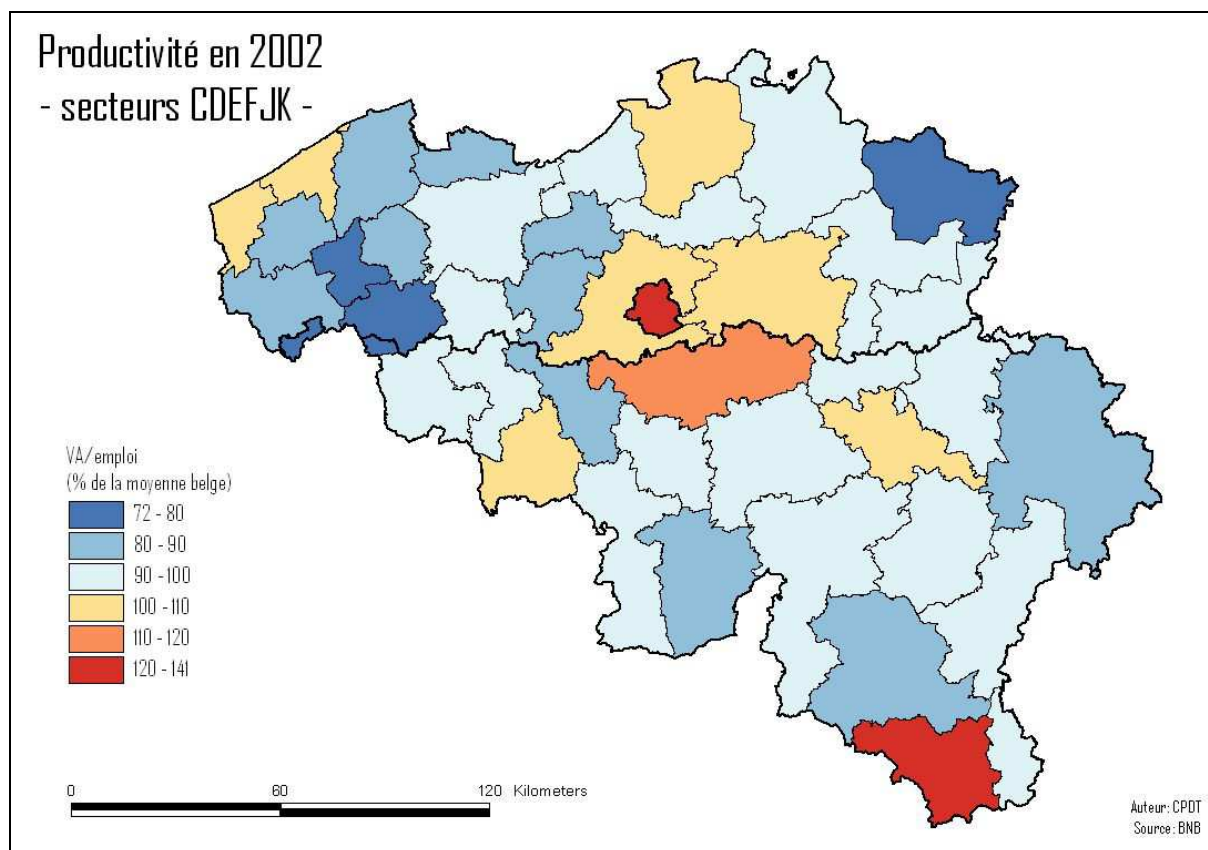 Productivité en 2002
- secteurs CDEFJK -
VA/emploi
(% de la moyenne belge)
72 - 80
80 - 90
90 -100
100 -110
110 - 120
120 - 141
0 60 120 Kilometers
Auteur: CPDT
Source: BNB